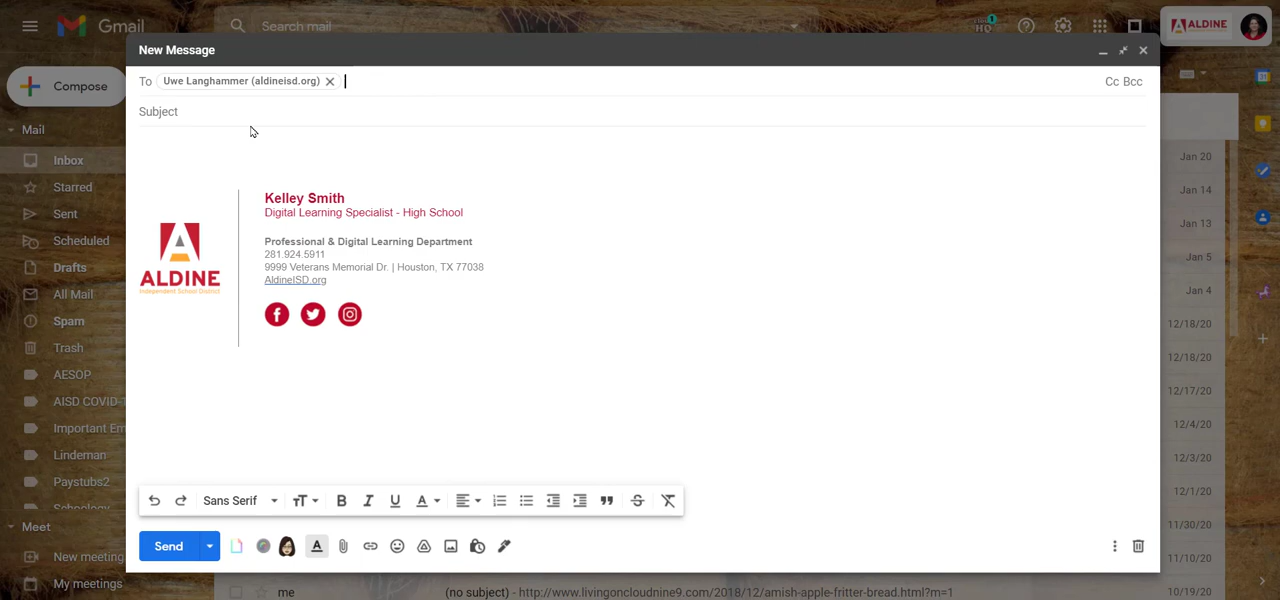 Gmail
Search mail
1
ALDINE
New Message
Compose
To Uwe Langhammer (aldineisd.org)
Cc Bcc
Subject
Mail
Inbox
Starred
Sent
Scheduled
Drafts
All Mail
Spam
Trash
AESOP
AISD COVID-1
Important Em
Lindeman
Paystubs2
Schoology
Meet
New meeting
My meetings
Kelley Smith
Digital Learning Specialist - High School
Professional & Digital Learning Department
281.924.5911
9999 Veterans Memorial Dr. | Houston, TX 77038
AldineISD.org
ALDINE
Independent School District
Sans Serif
Send
Jan 20
Jan 14
Jan 13
Jan 5
Jan 4
12/18/20
12/18/20
12/17/20
12/4/20
12/3/20
12/1/20
11/30/20
11/10/20
10/19/20
me
(no subject) - http://www.livingoncloudnine9.com/2018/12/amish-apple-fritter-bread.html?m=1